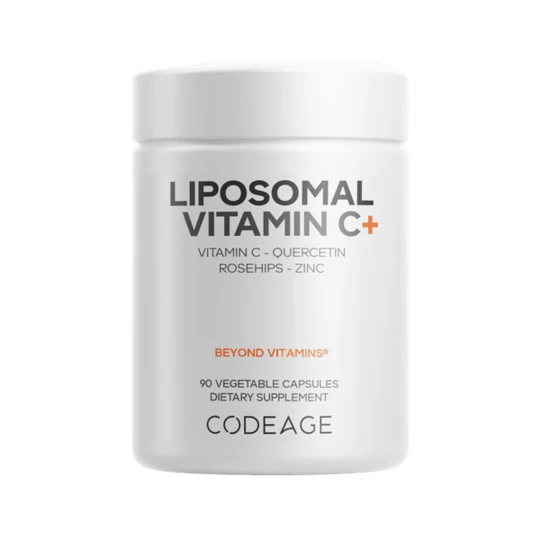 LIPOSOMAL
VITAMIN C+
VITAMIN C - QUERCETIN
ROSEHIPS - ZINC
BEYOND VITAMINS®
90 VEGETABLE CAPSULES
DIETARY SUPPLEMENT
CODEAGE